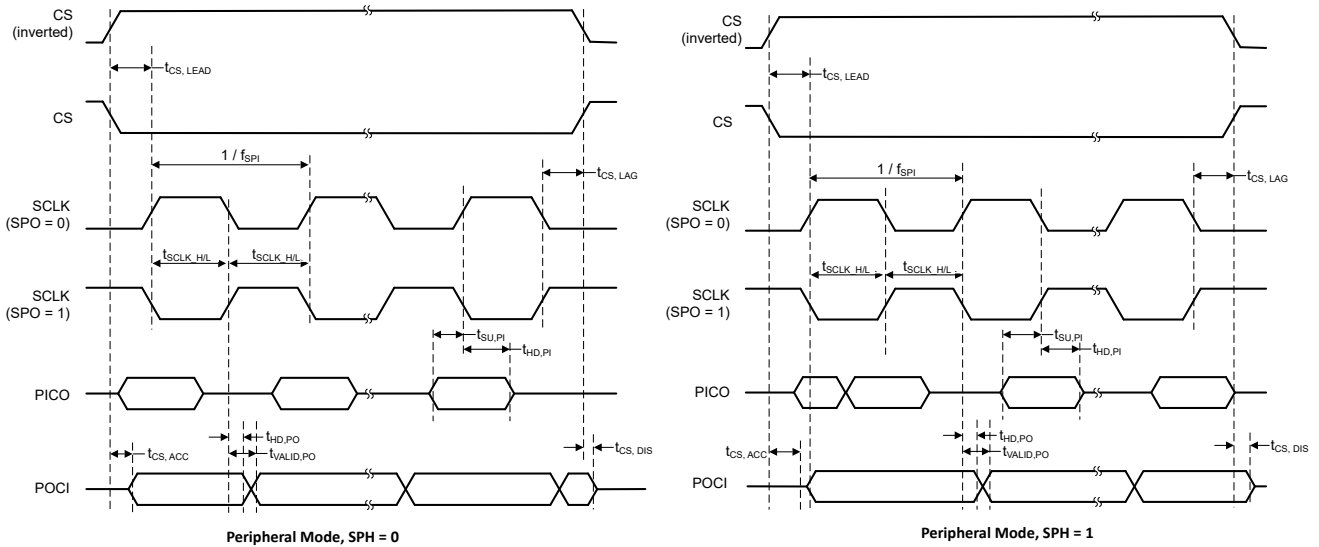 CS
(inverted)
tCS, LEAD
CS
1 / fSPI
tCS, LAG
SCLK
(SPO = 0)
tSCLK_H/L
tSCLK_H/L
SCLK
(SPO = 1)
tSU,PI
tHD,PI
PICO
tHD,PO
tVALID,PO
tCS, ACC
tCS, DIS
POCI
Peripheral Mode, SPH = 0
CS
(inverted)
tCS, LEAD
CS
1 / fSPI
tCS, LAG
SCLK
(SPO = 0)
tSCLK_H/L
tSCLK_H/L
SCLK
(SPO = 1)
tSU,PI
tHD,PI
PICO
tHD,PO
tVALID,PO
tCS, ACC
tCS, DIS
POCI
Peripheral Mode, SPH = 1